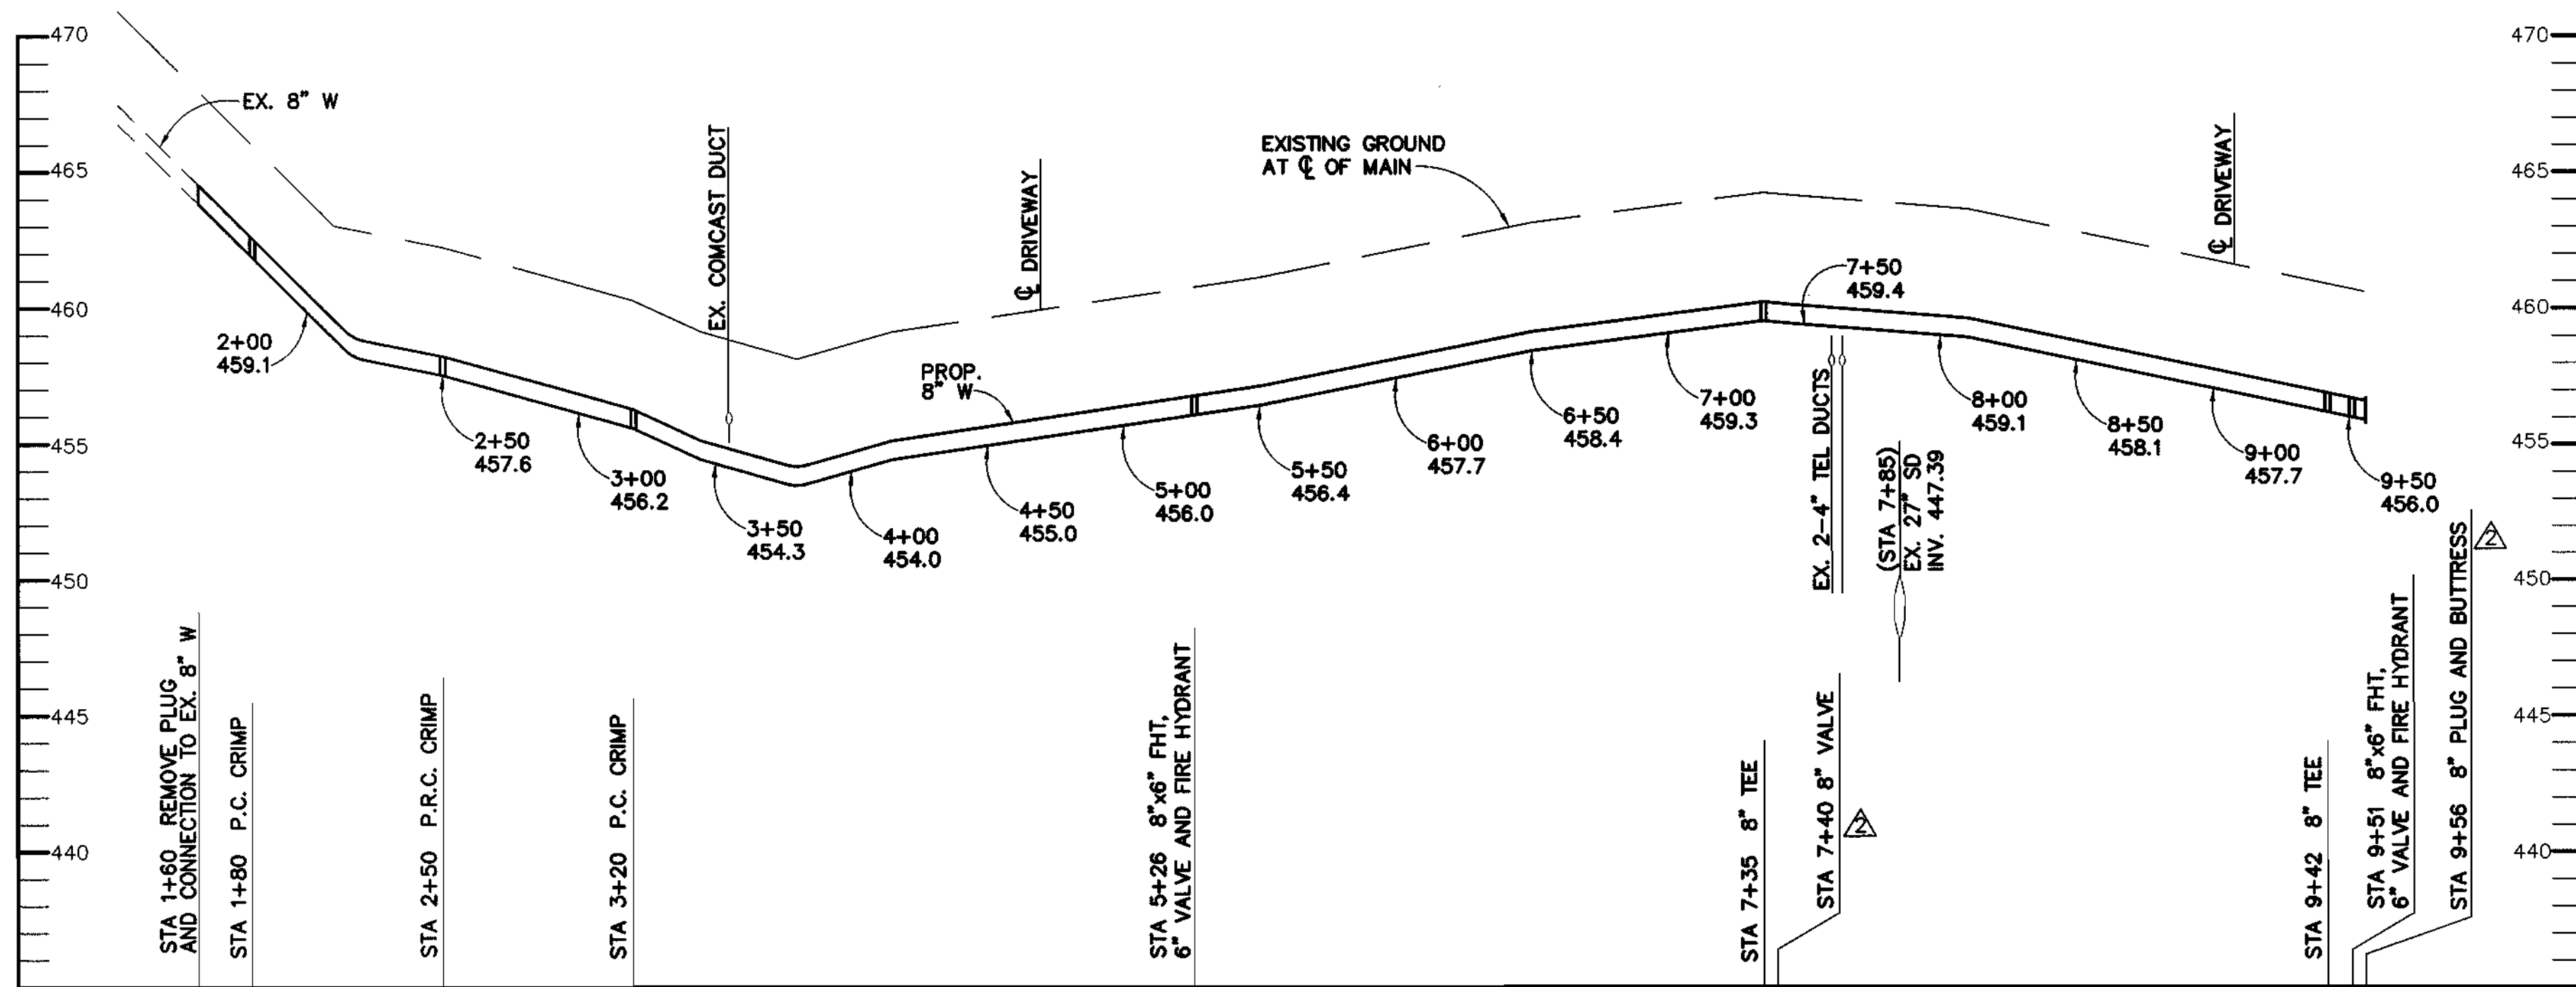 470
465
460
455
450
445
440
470
465
460
455
450
445
440
EX. 8" W
2+00
459.1
2+50
457.6
3+00
456.2
EX. COMCAST DUCT
3+50
454.3
4+00
454.0
PROP.
8" W
℄ DRIVEWAY
4+50
455.0
5+00
456.0
5+50
456.4
EXISTING GROUND
AT ℄ OF MAIN
6+00
457.7
6+50
458.4
7+00
459.3
7+50
459.4
EX. 2-4" TEL DUCTS
(STA 7+85)
EX. 27" SD
INV. 447.39
8+00
459.1
8+50
458.1
℄ DRIVEWAY
9+00
457.7
9+50
456.0
STA 1+60 REMOVE PLUG
AND CONNECTION TO EX. 8" W
STA 1+80 P.C. CRIMP
STA 2+50 P.R.C. CRIMP
STA 3+20 P.C. CRIMP
STA 5+26 8"x6" FHT,
6" VALVE AND FIRE HYDRANT
STA 7+35 8" TEE
STA 7+40 8" VALVE
2
STA 9+42 8" TEE
STA 9+51 8"x6" FHT,
6" VALVE AND FIRE HYDRANT
STA 9+56 8" PLUG AND BUTTRESS
2